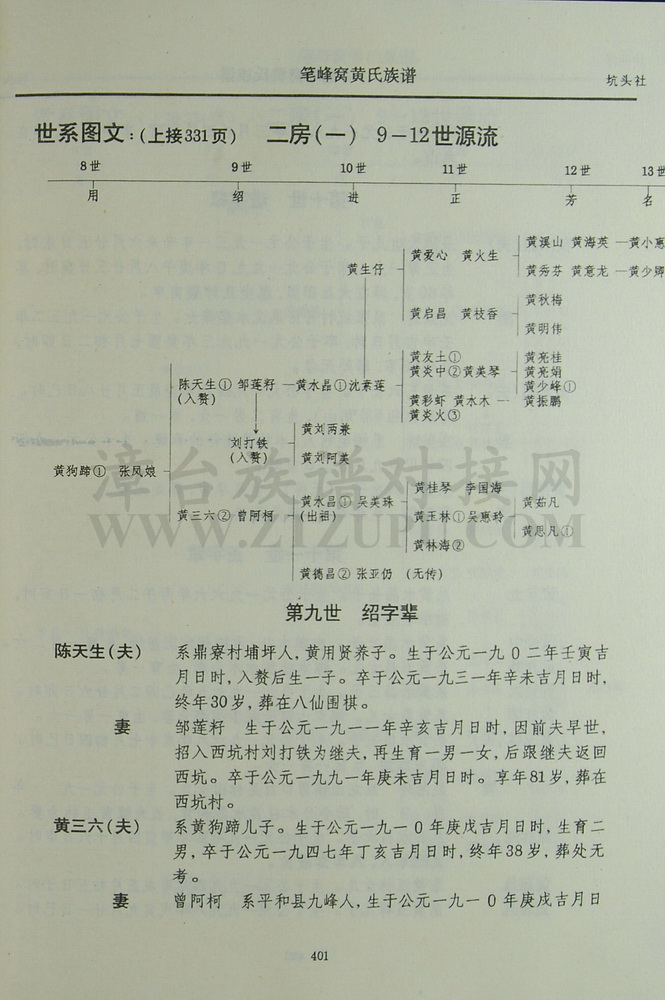 笔峰窝黄氏族谱
坑头社
世系图文:(上接331页) 二房(一) 9-12世源流
8世 9世 10世 11世 12世 13世
用 绍 进 正 芳 名
黄溪山 黄海英 一黄小惠
黄爱心 黄火生
黄生仔
黄秀芬 黄意龙 一黄少卿
黄秋梅
黄启昌 黄枝香
黄明伟
黄友土① 黄亮桂
黄炎中②黄美琴 黄亮娟
陈天生① 邹莲籽 一黄水晶①沈素莲 黄少峰①
(入赘) 黄彩虾 黄水木 一 黄振鹏
黄炎火③
黄刘两兼
刘打铁
(入赘)
黄刘阿美
黄狗蹄① 张凤娘
黄桂琴 李国海
黄水昌① 吴美珠 黄茹凡
黄三六② 曾阿柯 (出祖) 黄玉林①吴惠玲
黄思凡①
黄林海②
黄德昌② 张亚仍 (无传)
漳台族谱对接网
WWW.ZTZUPU.COM
第九世 绍字辈
陈天生(夫) 系鼎寮村埔坪人,黄用贤养子。生于公元一九0二年壬寅吉
月日时,入赘后生一子。卒于公元一九三一年辛未吉月日时,
终年30岁,葬在八仙围棋。
妻 邹莲籽 生于公元一九一一年辛亥吉月日时,因前夫早世,
招入西坑村刘打铁为继夫,再生育一男一女,后跟继夫返回
西坑。卒于公元一九九一年庚未吉月日时。享年81岁,葬在
西坑村。
黄三六(夫) 系黄狗蹄儿子。生于公元九一0年庚戌吉月日时,生育二
男,卒于公元一九四七年丁亥吉月日时,终年38岁,葬处无
考。
妻 曾阿柯 系平和县九峰人,生于公元一九一0年庚戌吉月日
401